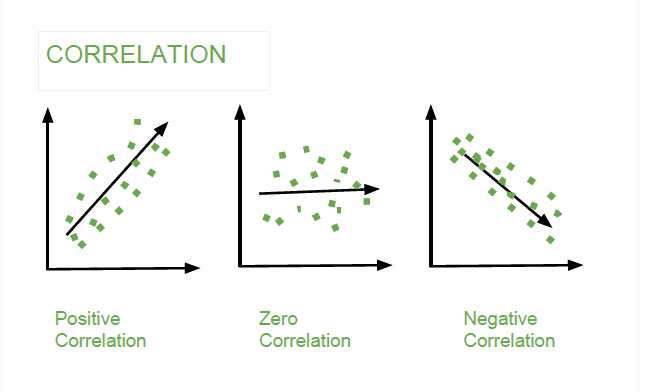 CORRELATION
Positive
Correlation
Zero
Correlation
Negative
Correlation